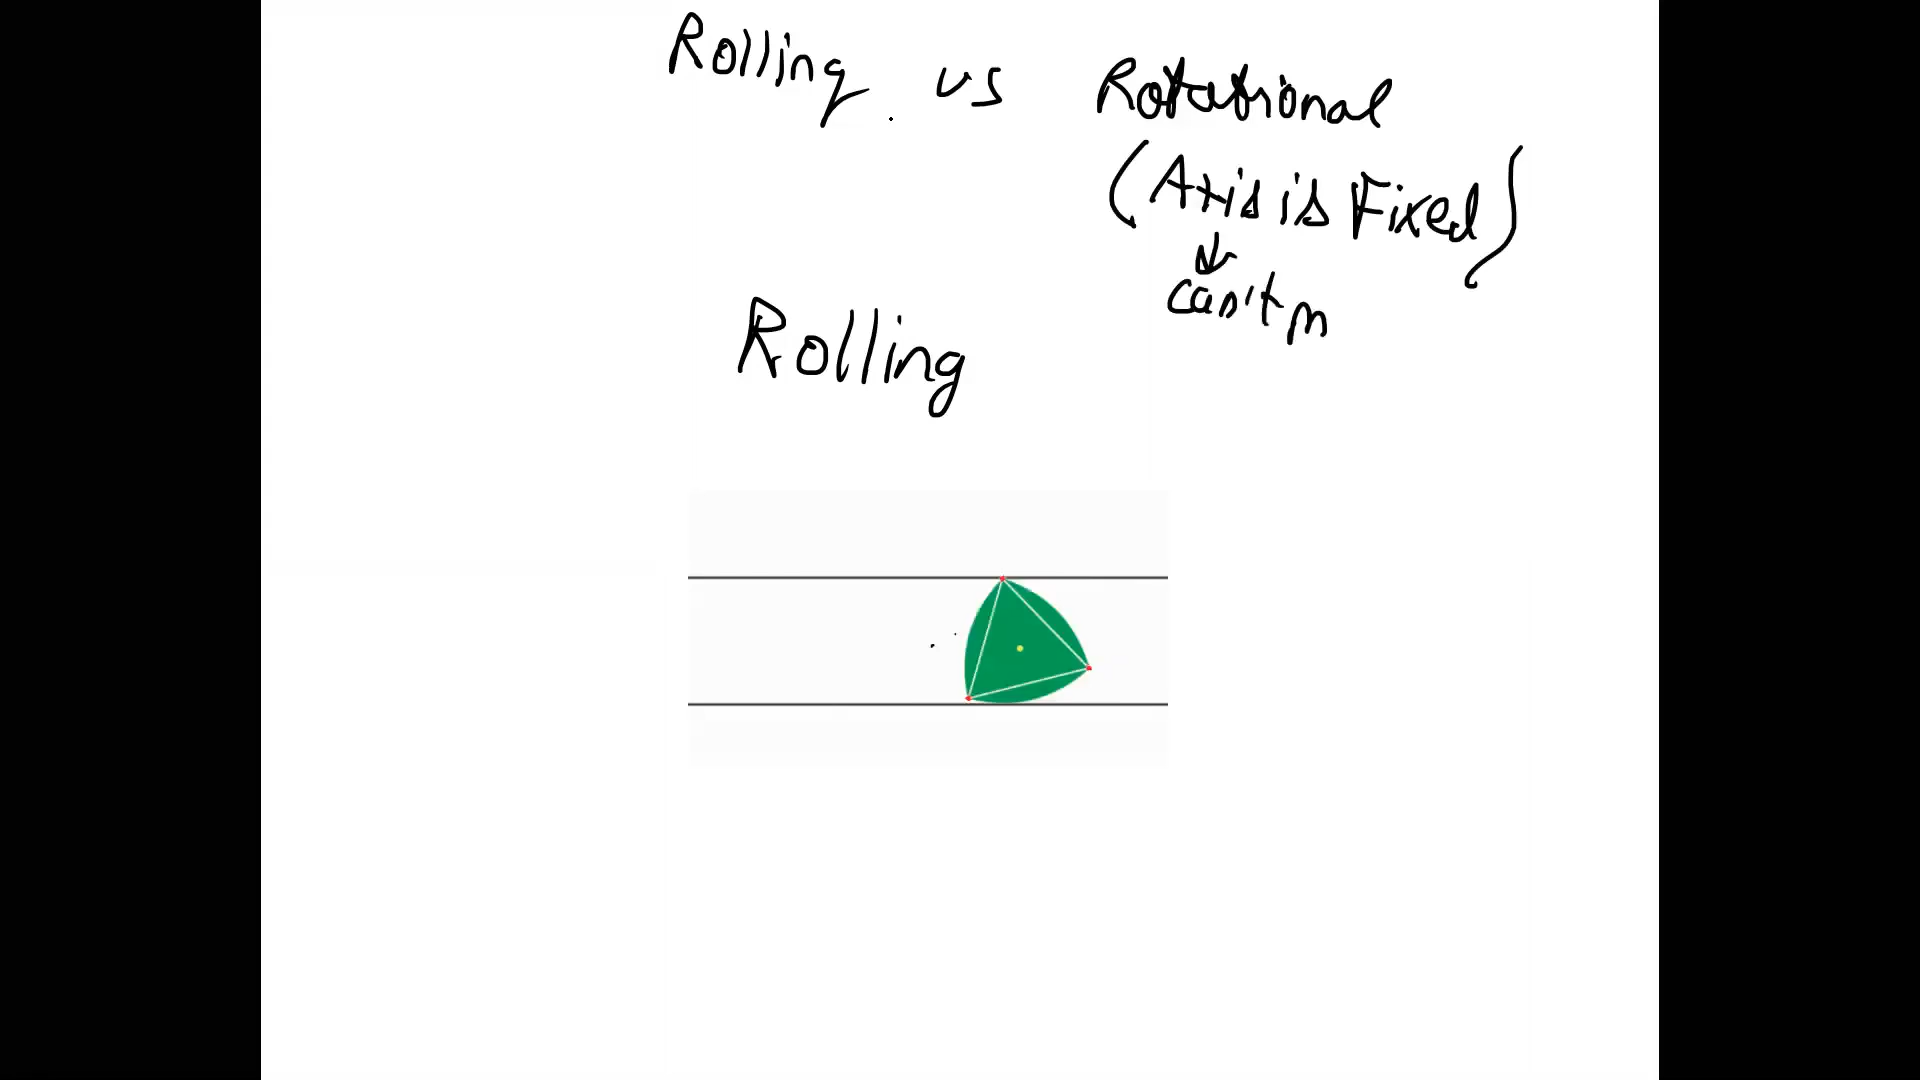 Rolling vs Rotational
(Axis is Fixed)
can't m
Rolling